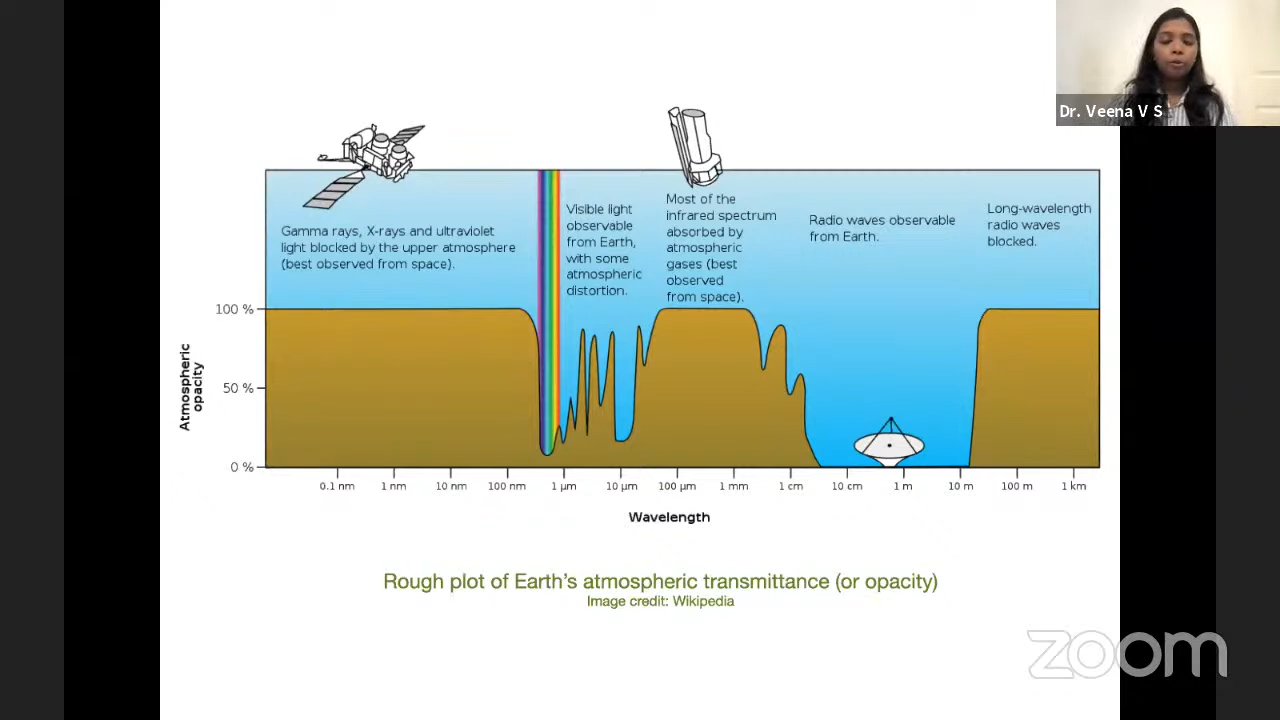 Dr. Veena V S
Gamma rays, X-rays and ultraviolet
light blocked by the upper atmosphere
(best observed from space).
Visible light
observable
from Earth,
with some
atmospheric
distortion.
Most of the
infrared spectrum
absorbed by
atmospheric
gases (best
observed
from space).
Radio waves observable
from Earth.
Long-wavelength
radio waves
blocked.
Atmospheric
opacity
100 %
50 %
0 %
0.1 nm 1 nm 10 nm 100 nm 1 μm 10 μm 100 μm 1 mm 1 cm 10 cm 1 m 10 m 100 m 1 km
Wavelength
Rough plot of Earth's atmospheric transmittance (or opacity)
Image credit: Wikipedia
zoom